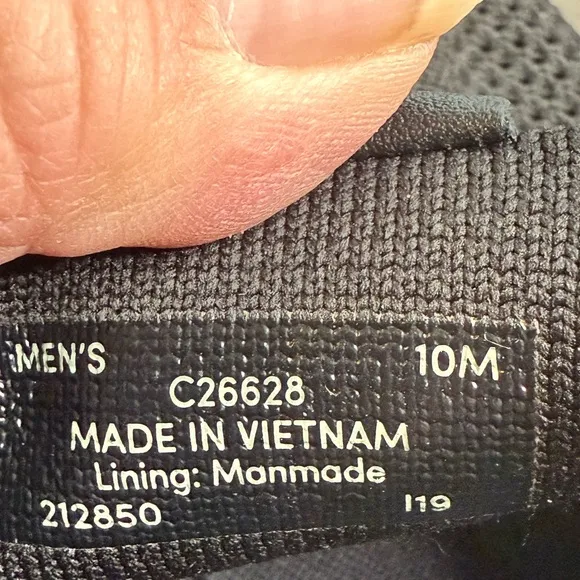 MEN'S 10M
C26628
MADE IN VIETNAM
Lining: Manmade
212850 I19